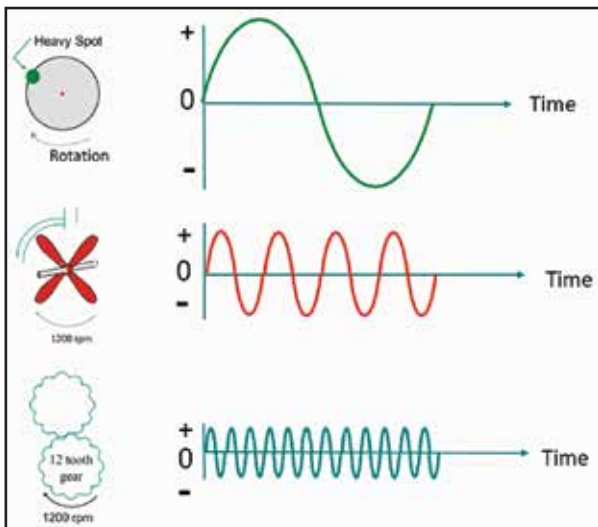 Heavy Spot
Rotation
+
0
-
Time
1200 rpm
+
0
-
Time
12 tooth
gear
1200 rpm
+
0
-
Time